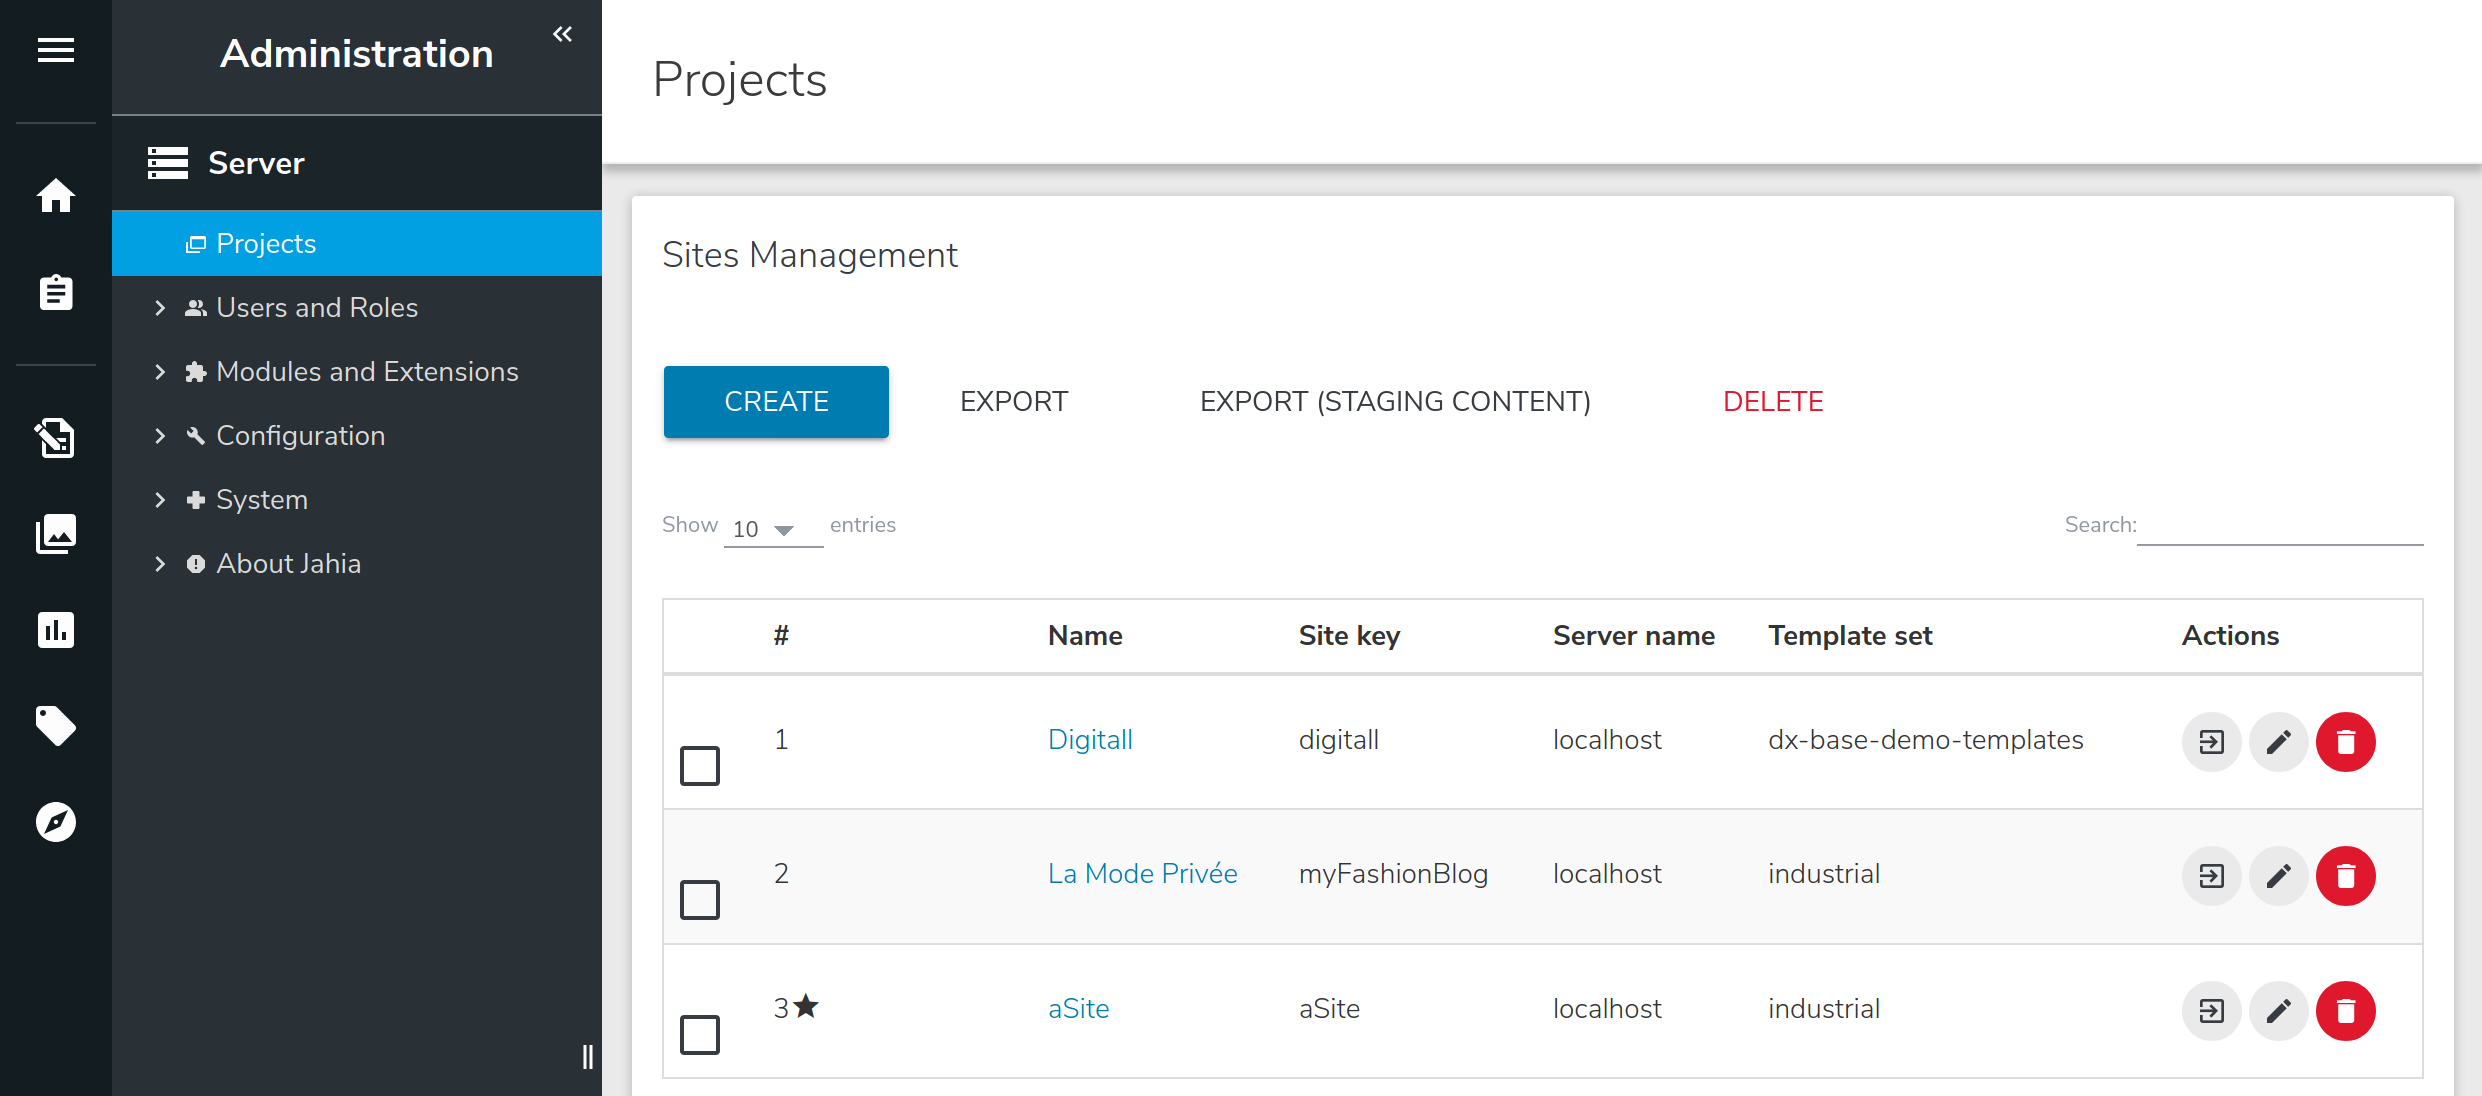 Administration
Server
Projects
Users and Roles
Modules and Extensions
Configuration
System
About Jahia
Projects
Sites Management
CREATE EXPORT EXPORT (STAGING CONTENT) DELETE
Show 10 entries Search:
# Name Site key Server name Template set Actions
1 Digitall digitall localhost dx-base-demo-templates
2 La Mode Privée myFashionBlog localhost industrial
3 aSite aSite localhost industrial